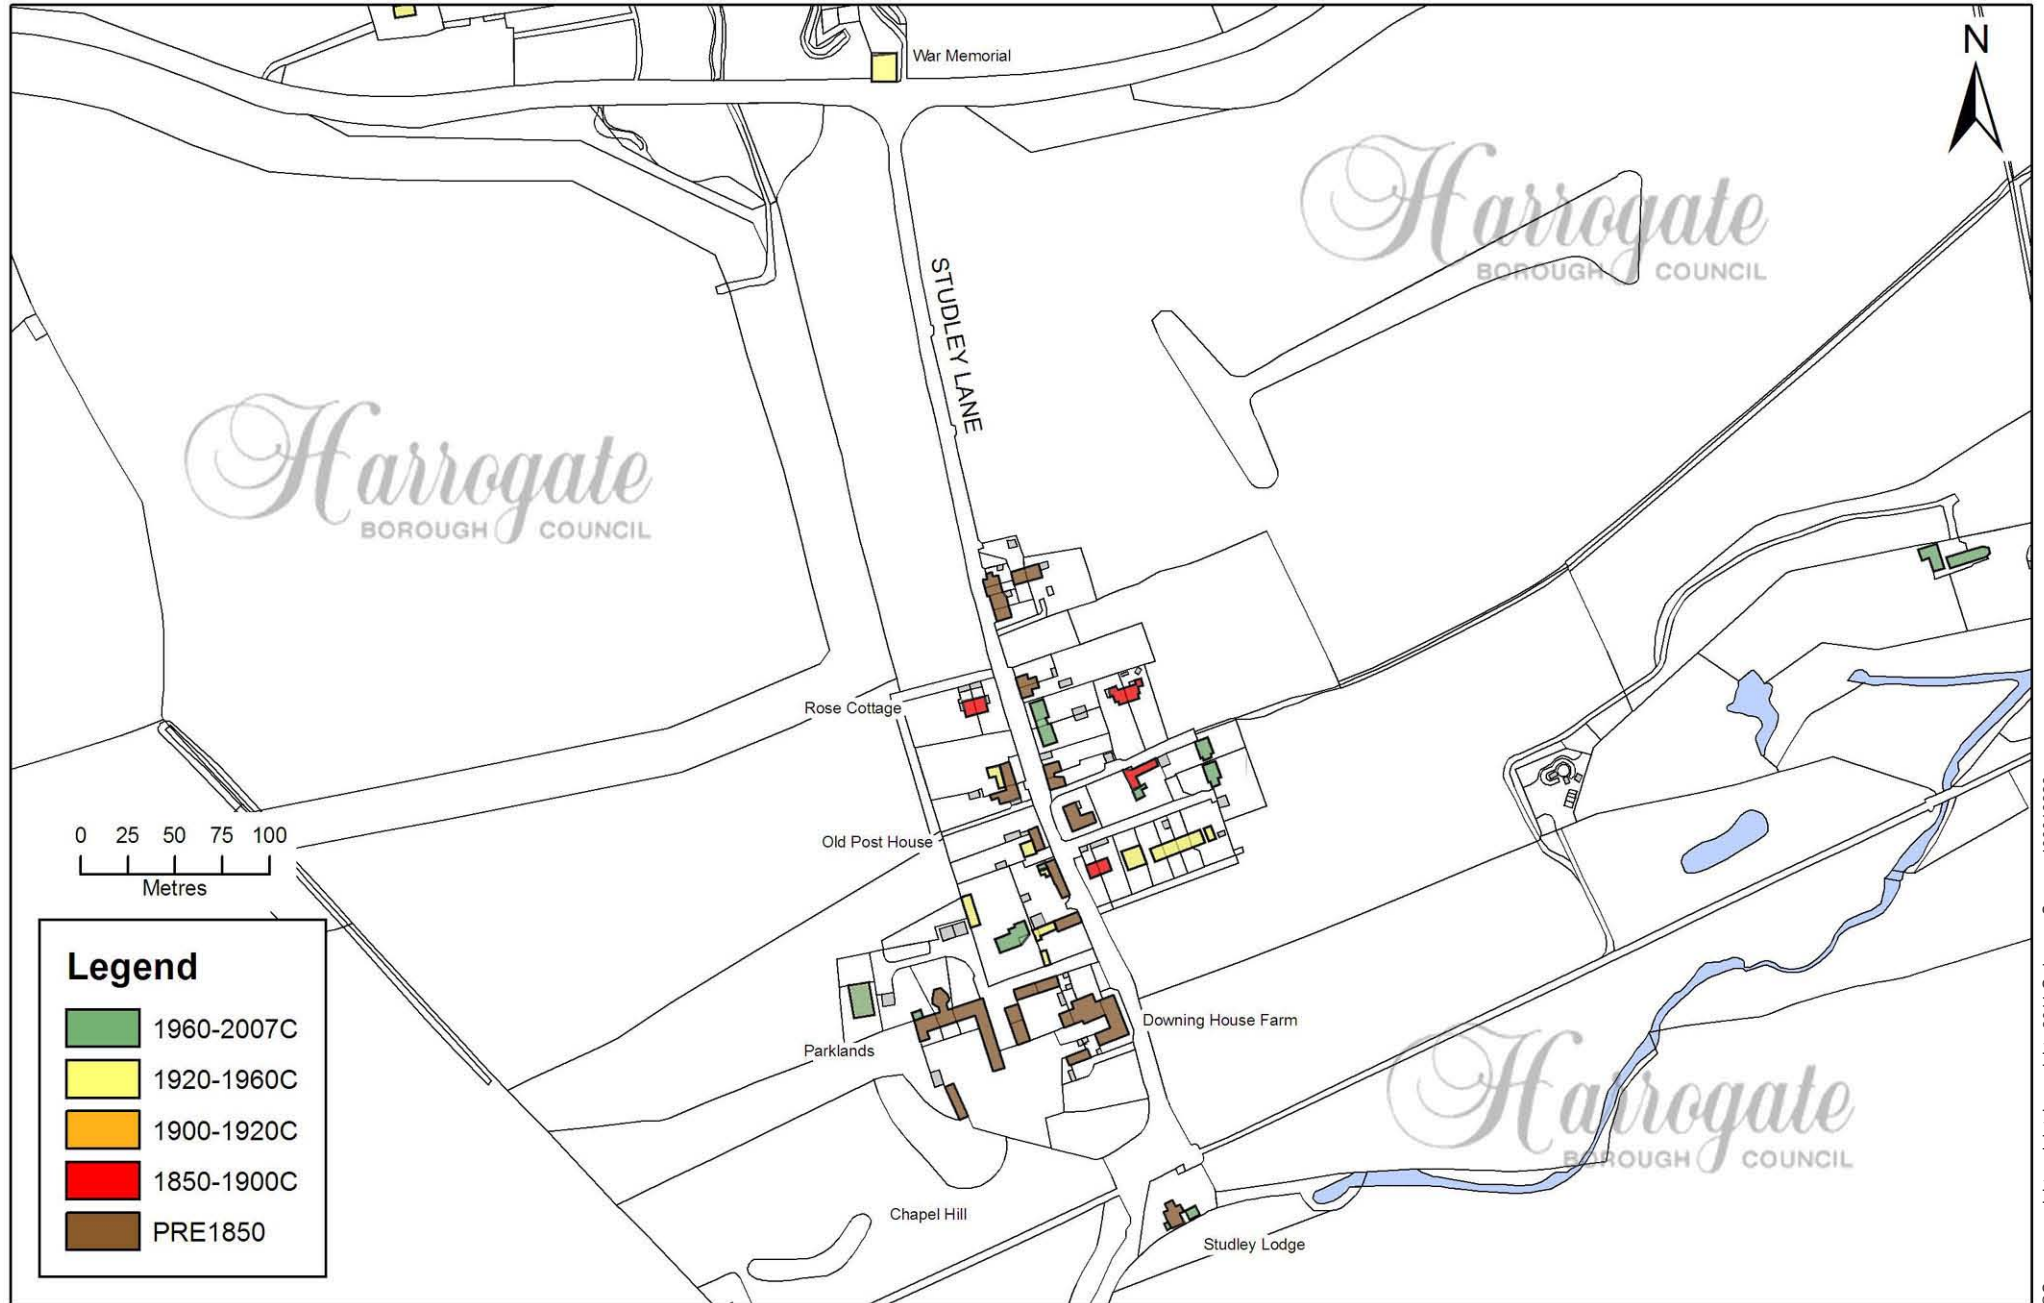 War Memorial
N
Harrogate
BOROUGH COUNCIL
STUDLEY LANE
Harrogate
BOROUGH COUNCIL
Rose Cottage
Old Post House
0 25 50 75 100
Metres
Legend
1960-2007C
1920-1960C
1900-1920C
1850-1900C
PRE1850
Downing House Farm
Parklands
Harrogate
BOROUGH COUNCIL
Chapel Hill
Studley Lodge